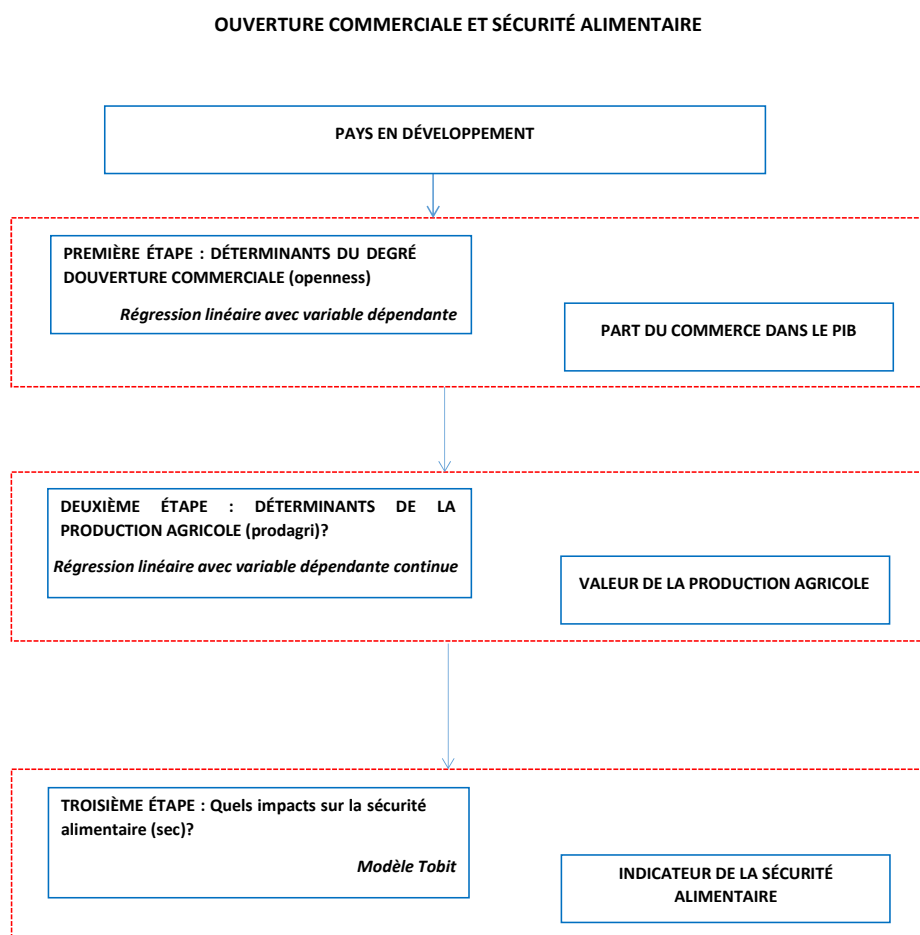 OUVERTURE COMMERCIALE ET SÉCURITÉ ALIMENTAIRE
PAYS EN DÉVELOPPEMENT
PREMIÈRE ÉTAPE : DÉTERMINANTS DU DEGRÉ
DOUVERTURE COMMERCIALE (openness)
Régression linéaire avec variable dépendante
PART DU COMMERCE DANS LE PIB
DEUXIÈME ÉTAPE : DÉTERMINANTS DE LA
PRODUCTION AGRICOLE (prodagri)?
Régression linéaire avec variable dépendante continue
VALEUR DE LA PRODUCTION AGRICOLE
TROISIÈME ÉTAPE : Quels impacts sur la sécurité
alimentaire (sec)?
Modèle Tobit
INDICATEUR DE LA SÉCURITÉ
ALIMENTAIRE